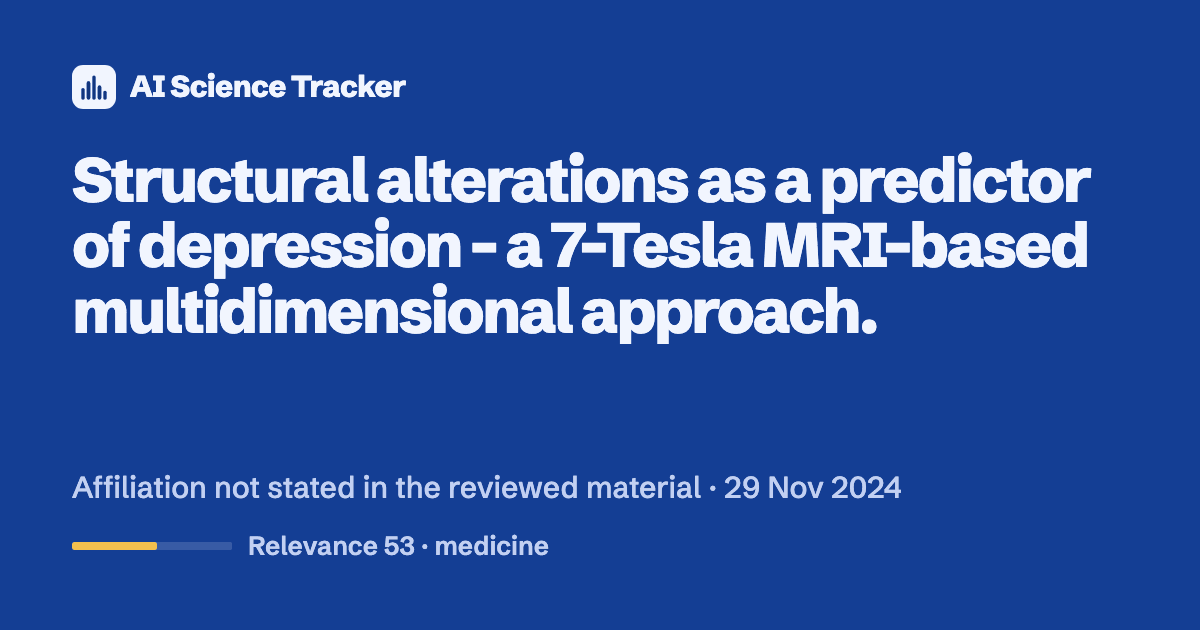 AI Science Tracker
Structural alterations as a predictor
of depression - a 7-Tesla MRI-based
multidimensional approach.
Affiliation not stated in the reviewed material · 29 Nov 2024
Relevance 53 · medicine